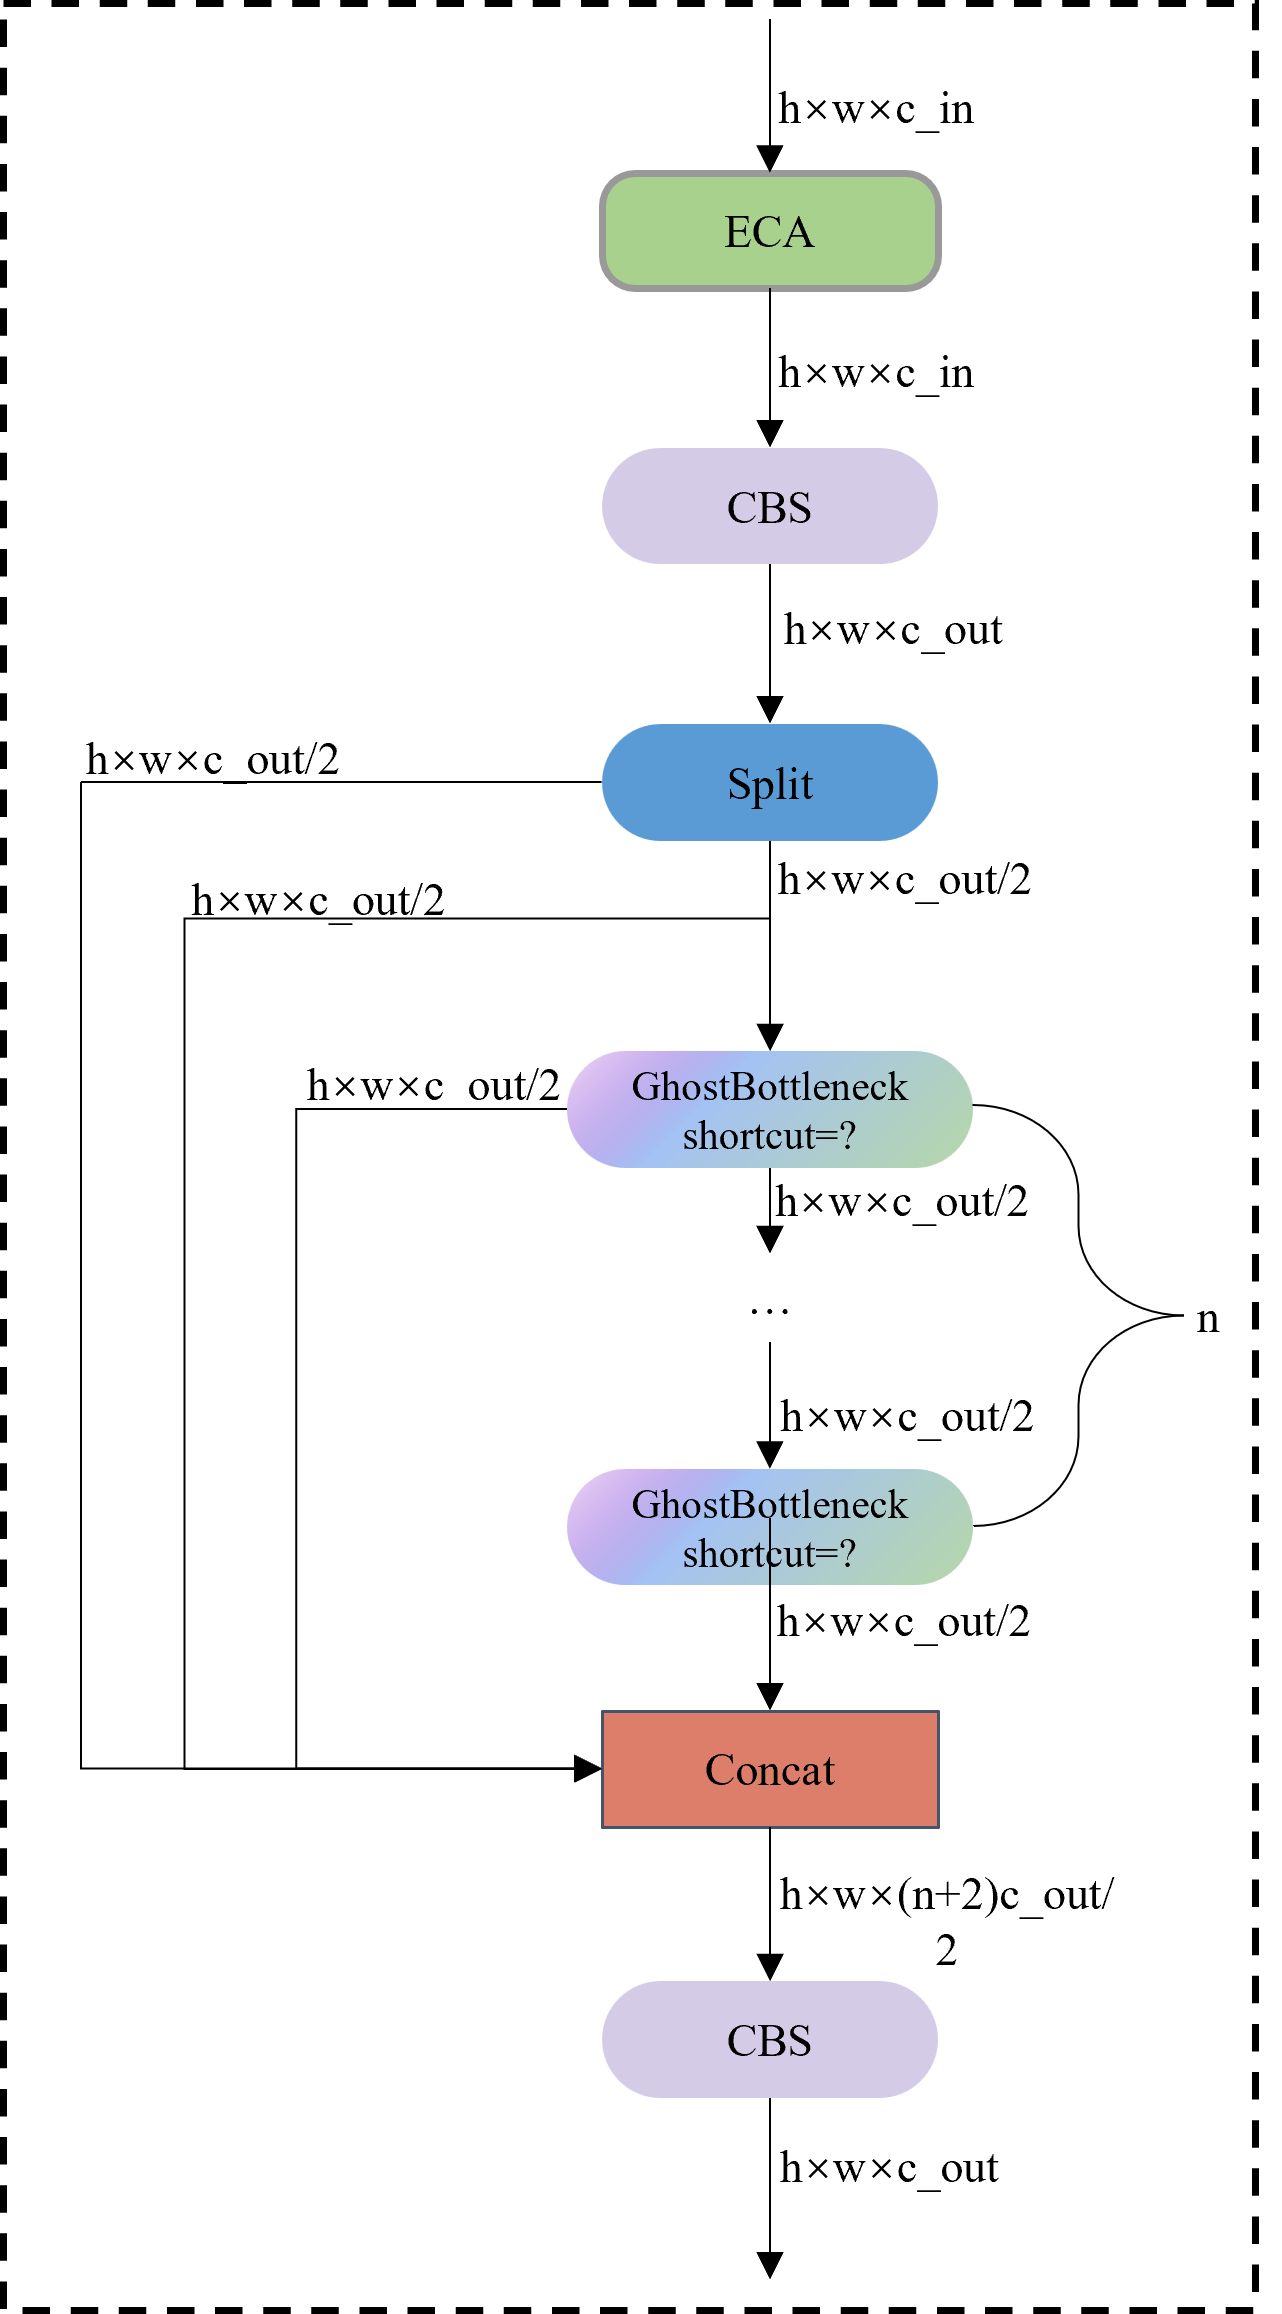 h×w×c_in
ECA
h×w×c_in
CBS
h×w×c_out
h×w×c_out/2
Split
h×w×c_out/2
h×w×c_out/2
h×w×c_out/2
GhostBottleneck
shortcut=?
h×w×c_out/2
...
n
h×w×c_out/2
GhostBottleneck
shortcut=?
h×w×c_out/2
Concat
h×w×(n+2)c_out/
2
CBS
h×w×c_out